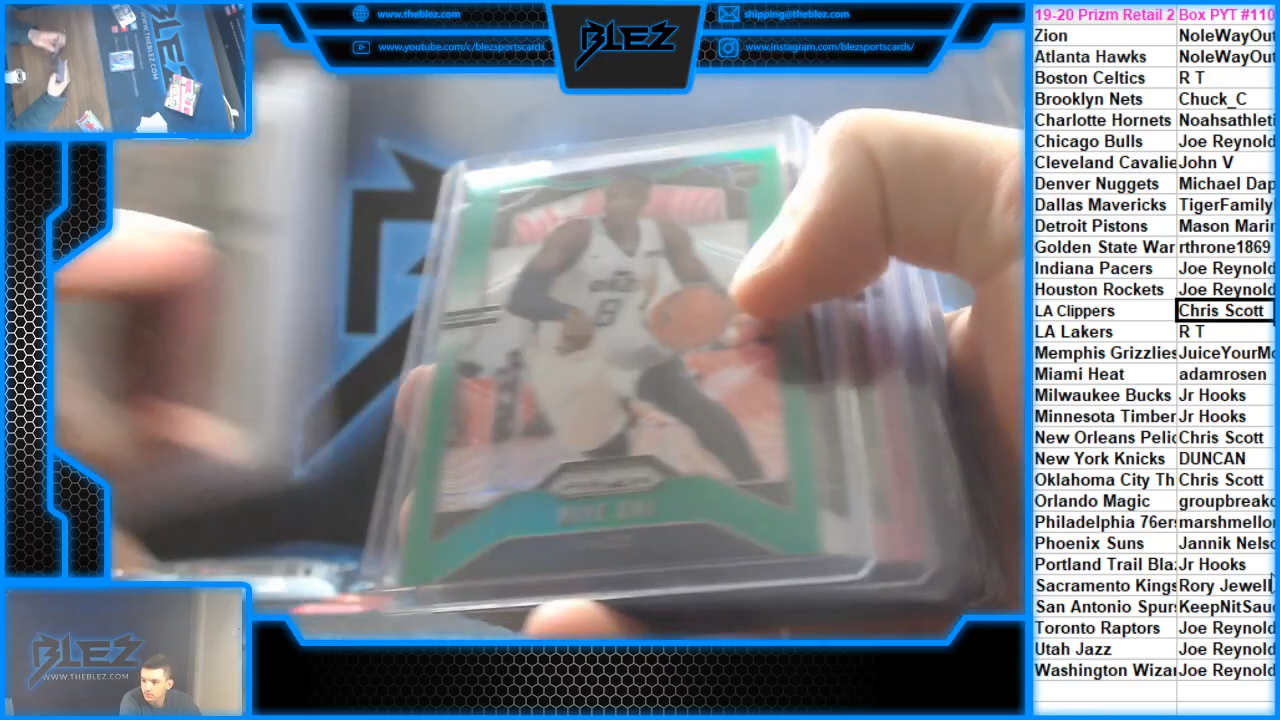 www.theblez.com
www.youtube.com/c/blezsportscards
BLEZ
shipping@theblez.com
www.instagram.com/blezsportscards/
19-20 Prizm Retail 2 Box PYT #110
Zion NoleWayOut
Atlanta Hawks NoleWayOut
Boston Celtics R T
Brooklyn Nets Chuck_C
Charlotte Hornets Noahsathleti
Chicago Bulls Joe Reynold
Cleveland Cavalie John V
Denver Nuggets Michael Dap
Dallas Mavericks TigerFamily
Detroit Pistons Mason Marin
Golden State War rthrone1869
Indiana Pacers Joe Reynold
Houston Rockets Joe Reynold
LA Clippers Chris Scott
LA Lakers R T
Memphis Grizzlies JuiceYourMo
Miami Heat adamrosen
Milwaukee Bucks Jr Hooks
Minnesota Timber Jr Hooks
New Orleans Pelic Chris Scott
New York Knicks DUNCAN
Oklahoma City Th Chris Scott
Orlando Magic groupbreak
Philadelphia 76ers marshmello
Phoenix Suns Jannik Nelso
Portland Trail Bla Jr Hooks
Sacramento Kings Rory Jewell
San Antonio Spurs KeepNitSau
Toronto Raptors Joe Reynold
Utah Jazz Joe Reynold
Washington Wizar Joe Reynold
8
BLEZ
WWW.THEBLEZ.COM